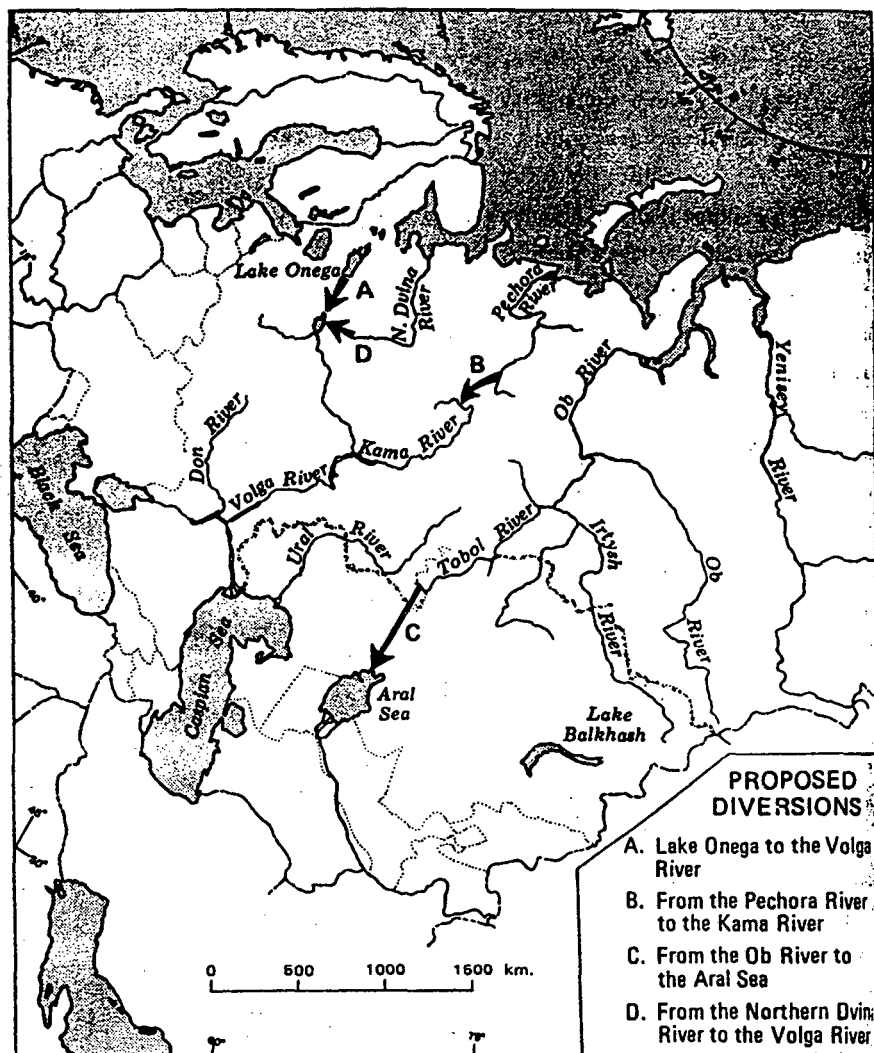 Lake Onega
A
N. Dvina
River
Pechora
River
D
B
Ob River
Yenisey
River
Don River
Kama River
Volga River
Black
Sea
Ural River
Tobol River
Irtysh
River
Ob
River
C
Caspian
Sea
Aral
Sea
Lake
Balkhash
PROPOSED
DIVERSIONS
A. Lake Onega to the Volga
River
B. From the Pechora River
to the Kama River
C. From the Ob River to
the Aral Sea
D. From the Northern Dvina
River to the Volga River
0 500 1000 1600 km.